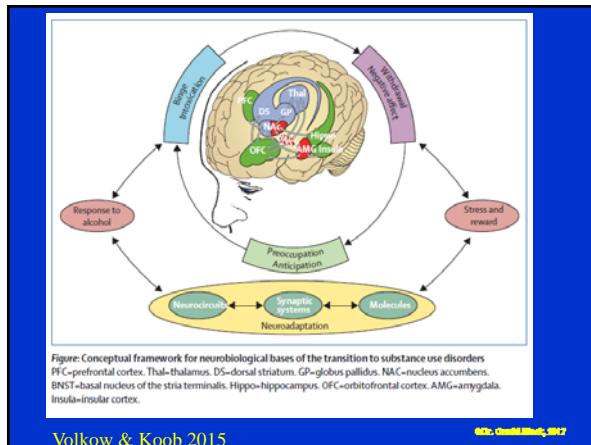 Binge
Intoxication
Withdrawal
Negative affect
PFC
Thal
DS
GP
NAc
OFC
Hippo
AMG
Insula
Response to
alcohol
Stress and
reward
Preoccupation
Anticipation
Neurocircuits
Synaptic
systems
Molecules
Neuroadaptation
Figure: Conceptual framework for neurobiological bases of the transition to substance use disorders
PFC=prefrontal cortex. Thal=thalamus. DS=dorsal striatum. GP=globus pallidus. NAC=nucleus accumbens.
BNST=basal nucleus of the stria terminalis. Hippo=hippocampus. OFC=orbitofrontal cortex. AMG=amygdala.
Insula=insular cortex.
Volkow & Koob 2015
2017